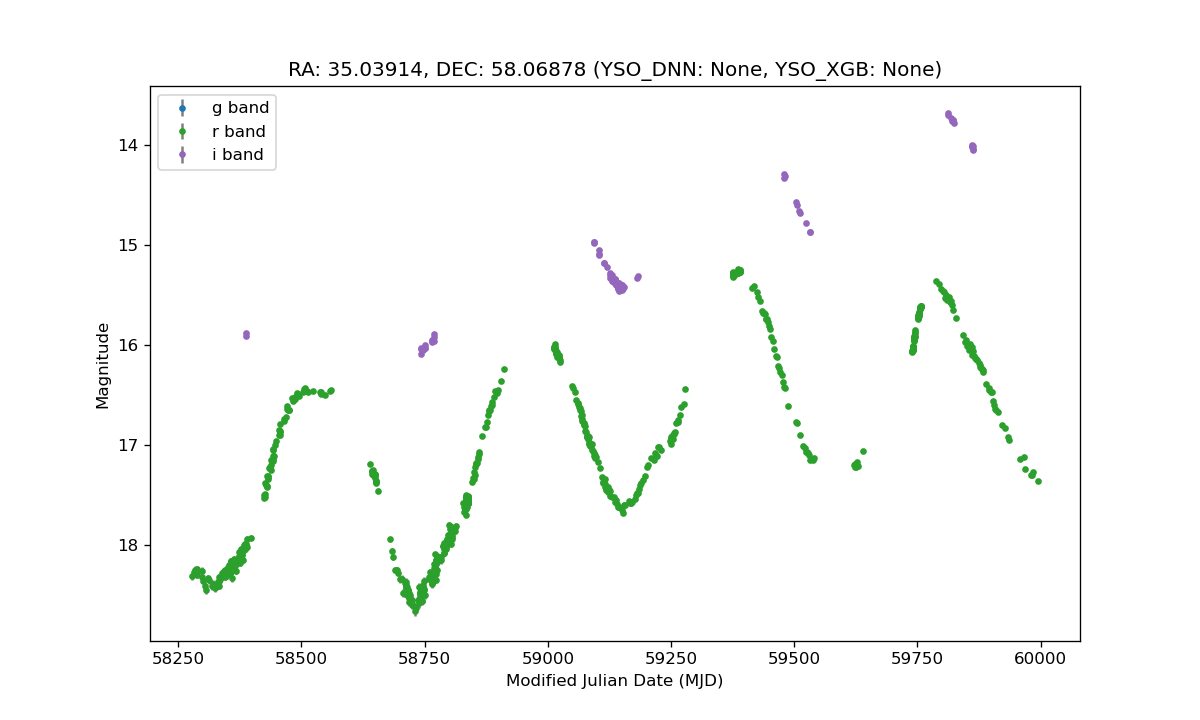 RA: 35.03914, DEC: 58.06878 (YSO_DNN: None, YSO_XGB: None)
g band
r band
i band
14
15
16
17
18
Magnitude
58250 58500 58750 59000 59250 59500 59750 60000
Modified Julian Date (MJD)